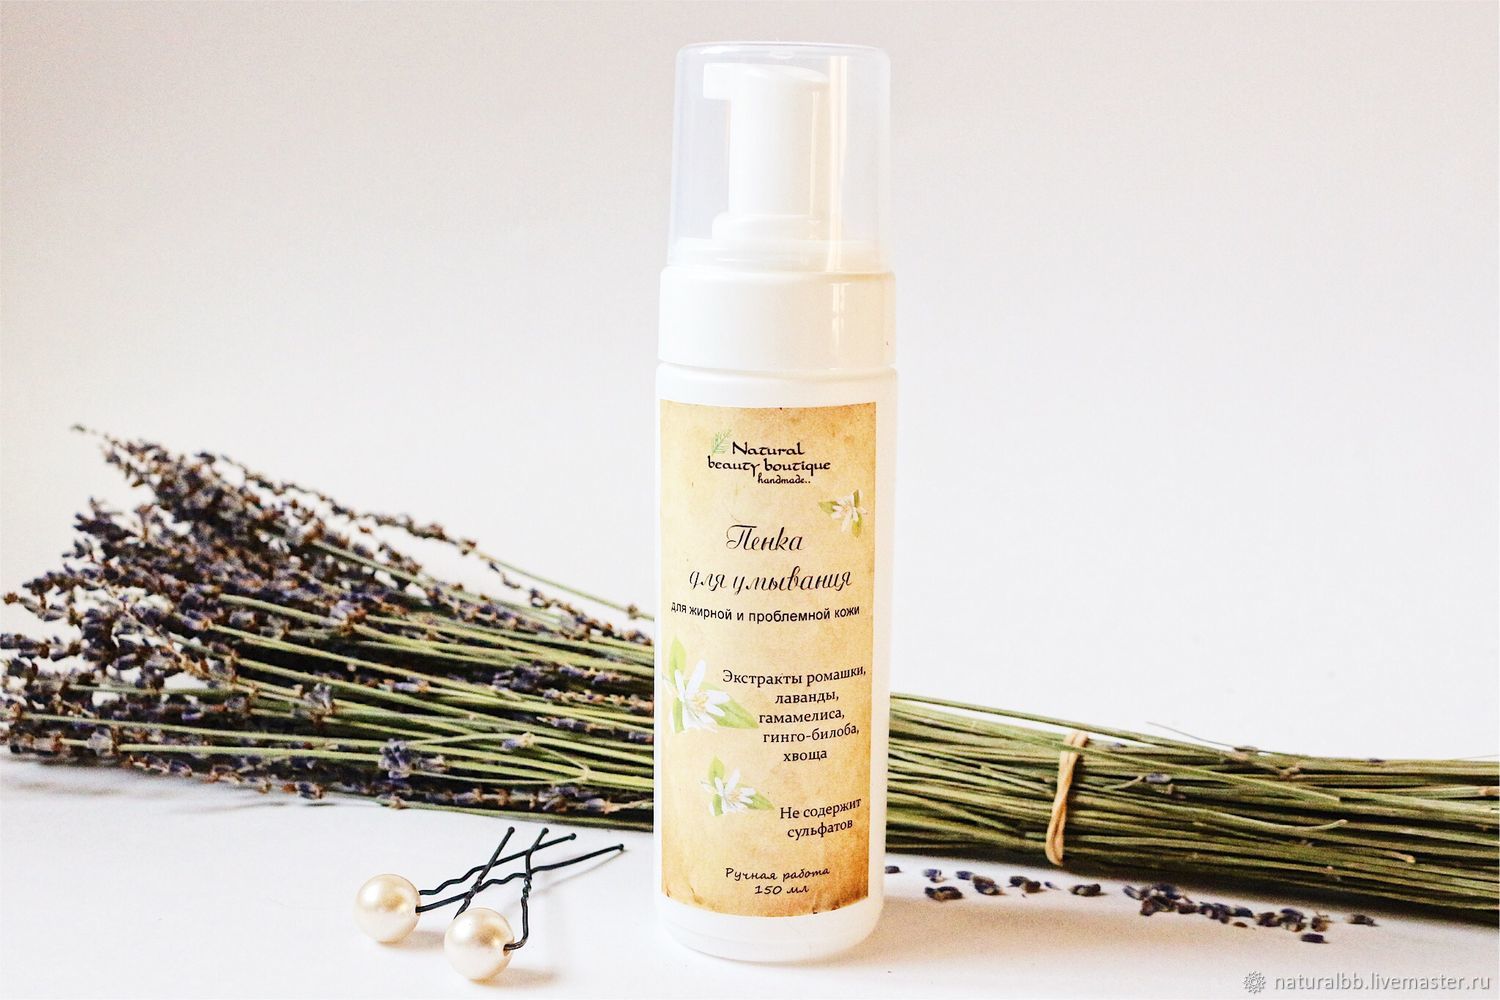 Natural
beauty boutique
handmade..
Пенка
для умывания
для жирной и проблемной кожи
Экстракты ромашки,
лаванды,
гамамелиса,
гинго-билоба,
хвоща
Не содержит
сульфатов
Ручная работа
150 мл
naturalbb.livemaster.ru